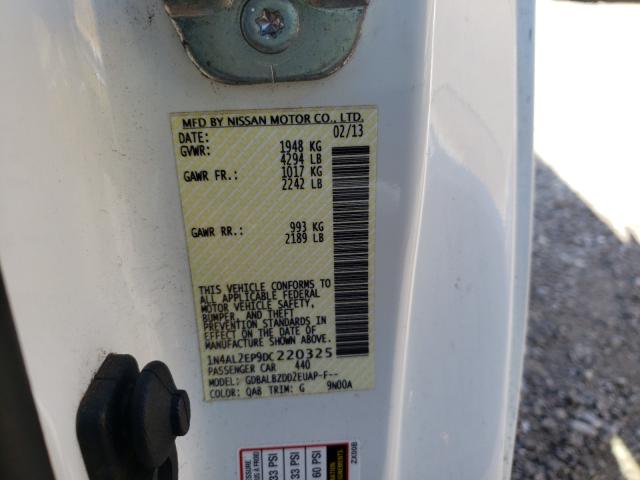 MFD BY NISSAN MOTOR CO., LTD.
DATE: 02/13
GVWR: 1948 KG
4294 LB
GAWR FR.: 1017 KG
2242 LB
GAWR RR.: 993 KG
2189 LB
THIS VEHICLE CONFORMS TO
ALL APPLICABLE FEDERAL
MOTOR VEHICLE SAFETY,
BUMPER, AND THEFT
PREVENTION STANDARDS IN
EFFECT ON THE DATE OF
MANUFACTURE SHOWN ABOVE.
1N4AL2EP9DC220325
PASSENGER CAR 440
MODEL: GDBALBZDD2EUAP-F--
COLOR: QAB TRIM: G 9N00A
33 PSI
33 PSI
60 PSI